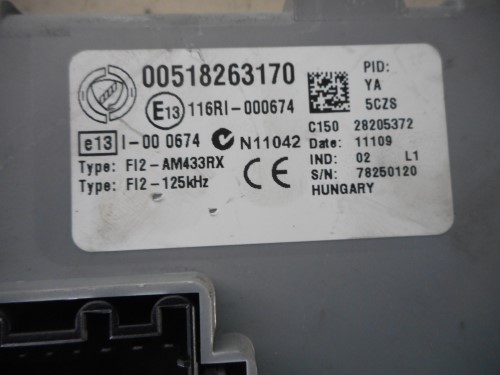 00518263170
E13 116RI-000674
e13 I-00 0674 N11042
Type: FI2-AM433RX
Type: FI2-125kHz
CE
PID:
YA
5CZS
C150 28205372
Date: 11109
IND: 02 L1
S/N: 78250120
HUNGARY